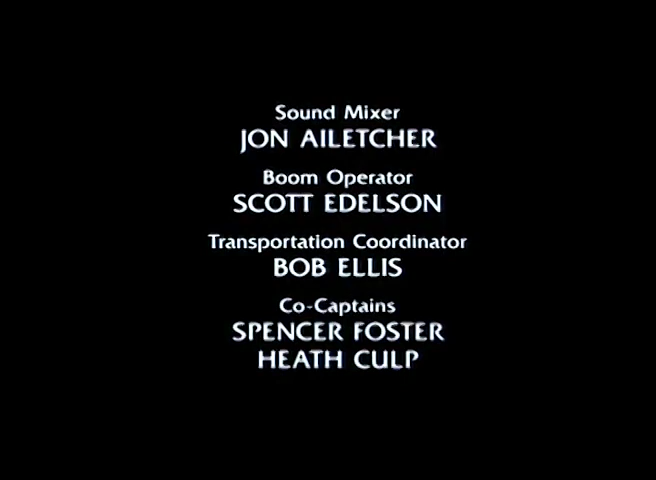 Sound Mixer
JON AILETCHER
Boom Operator
SCOTT EDELSON
Transportation Coordinator
BOB ELLIS
Co-Captains
SPENCER FOSTER
HEATH CULP